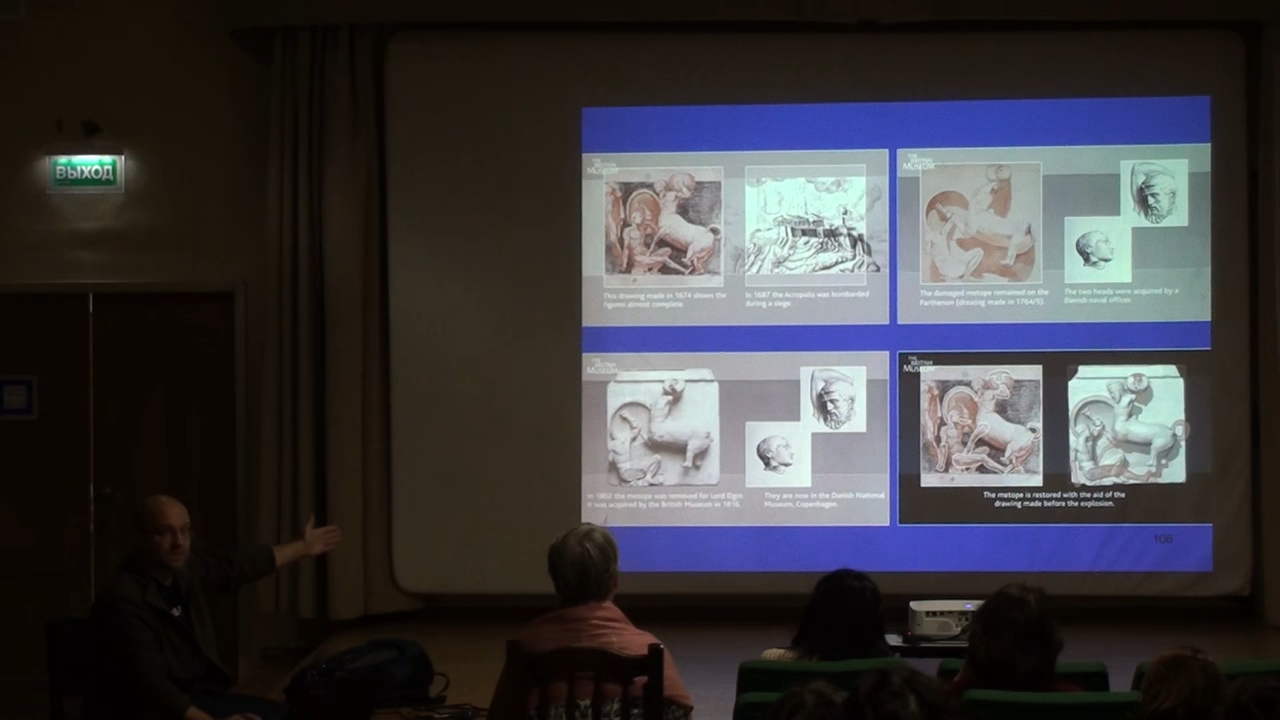 ВЫХОД
THE
BRITISH
MUSEUM
This drawing made in 1674 shows the
figures almost complete.
In 1687 the Acropolis was bombarded
during a siege.
THE
BRITISH
MUSEUM
The damaged metope remained on the
Parthenon (drawing made in 1764/5).
The two heads were acquired by a
Danish naval officer.
THE
BRITISH
MUSEUM
In 1802 the metope was removed for Lord Elgin.
It was acquired by the British Museum in 1816.
They are now in the Danish National
Museum, Copenhagen.
THE
BRITISH
MUSEUM
The metope is restored with the aid of the
drawing made before the explosion.
106